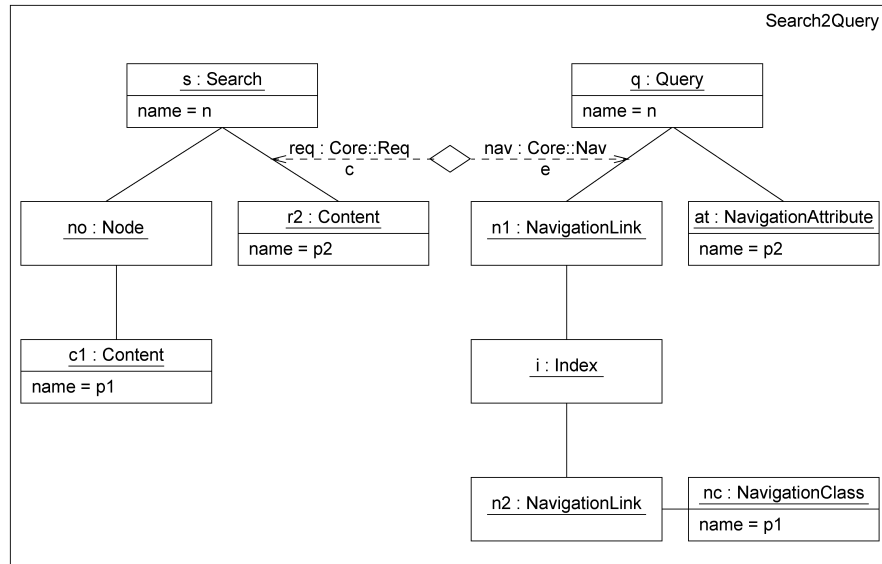 Search2Query
s : Search
name = n
q : Query
name = n
req : Core::Req
c
nav : Core::Nav
e
no : Node
r2 : Content
name = p2
n1 : NavigationLink
at : NavigationAttribute
name = p2
c1 : Content
name = p1
i : Index
n2 : NavigationLink
nc : NavigationClass
name = p1